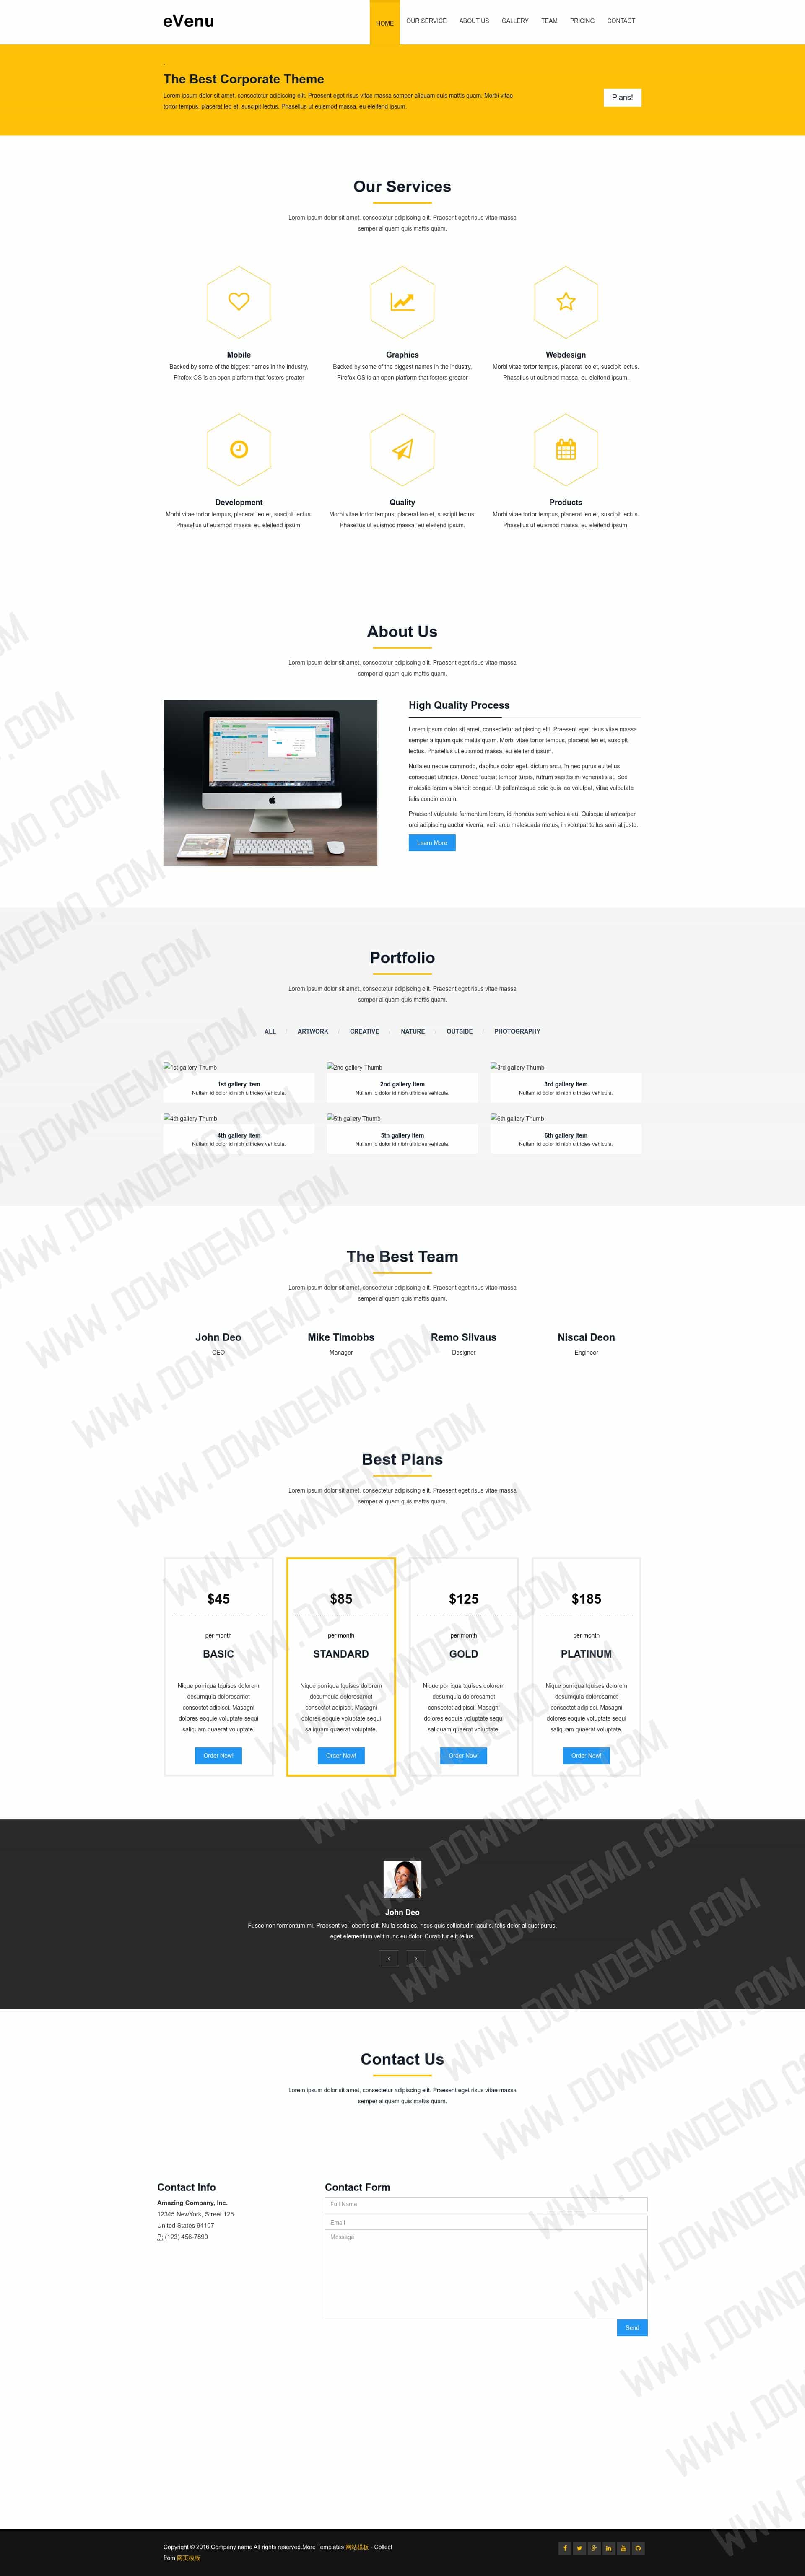 eVenu
HOME
OUR SERVICE
ABOUT US
GALLERY
TEAM
PRICING
CONTACT
The Best Corporate Theme
Lorem ipsum dolor sit amet, consectetur adipiscing elit. Praesent eget risus vitae massa semper aliquam quis mattis quam. Morbi vitae
tortor tempus, placerat leo et, suscipit lectus. Phasellus ut euismod massa, eu eleifend ipsum.
Plans!
Our Services
Lorem ipsum dolor sit amet, consectetur adipiscing elit. Praesent eget risus vitae massa
semper aliquam quis mattis quam.
Mobile
Backed by some of the biggest names in the industry,
Firefox OS is an open platform that fosters greater
Graphics
Backed by some of the biggest names in the industry,
Firefox OS is an open platform that fosters greater
Webdesign
Morbi vitae tortor tempus, placerat leo et, suscipit lectus.
Phasellus ut euismod massa, eu eleifend ipsum.
Development
Morbi vitae tortor tempus, placerat leo et, suscipit lectus.
Phasellus ut euismod massa, eu eleifend ipsum.
Quality
Morbi vitae tortor tempus, placerat leo et, suscipit lectus.
Phasellus ut euismod massa, eu eleifend ipsum.
Products
Morbi vitae tortor tempus, placerat leo et, suscipit lectus.
Phasellus ut euismod massa, eu eleifend ipsum.
About Us
Lorem ipsum dolor sit amet, consectetur adipiscing elit. Praesent eget risus vitae massa
semper aliquam quis mattis quam.
High Quality Process
Lorem ipsum dolor sit amet, consectetur adipiscing elit. Praesent eget risus vitae massa
semper aliquam quis mattis quam. Morbi vitae tortor tempus, placerat leo et, suscipit
lectus. Phasellus ut euismod massa, eu eleifend ipsum.
Nulla eu neque commodo, dapibus dolor eget, dictum arcu. In nec purus eu tellus
consequat ultricies. Donec feugiat tempor turpis, rutrum sagittis mi venenatis at. Sed
molestie lorem a blandit congue. Ut pellentesque odio quis leo volutpat, vitae vulputate
felis condimentum.
Praesent vulputate fermentum lorem, id rhoncus sem vehicula eu. Quisque ullamcorper,
orci adipiscing auctor viverra, velit arcu malesuada metus, in volutpat tellus sem at justo.
Learn More
Portfolio
Lorem ipsum dolor sit amet, consectetur adipiscing elit. Praesent eget risus vitae massa
semper aliquam quis mattis quam.
ALL / ARTWORK / CREATIVE / NATURE / OUTSIDE / PHOTOGRAPHY
1st gallery Thumb
1st gallery Item
Nullam id dolor id nibh ultricies vehicula.
2nd gallery Thumb
2nd gallery Item
Nullam id dolor id nibh ultricies vehicula.
3rd gallery Thumb
3rd gallery Item
Nullam id dolor id nibh ultricies vehicula.
4th gallery Thumb
4th gallery Item
Nullam id dolor id nibh ultricies vehicula.
5th gallery Thumb
5th gallery Item
Nullam id dolor id nibh ultricies vehicula.
6th gallery Thumb
6th gallery Item
Nullam id dolor id nibh ultricies vehicula.
The Best Team
Lorem ipsum dolor sit amet, consectetur adipiscing elit. Praesent eget risus vitae massa
semper aliquam quis mattis quam.
John Deo
CEO
Mike Timobbs
Manager
Remo Silvaus
Designer
Niscal Deon
Engineer
Best Plans
Lorem ipsum dolor sit amet, consectetur adipiscing elit. Praesent eget risus vitae massa
semper aliquam quis mattis quam.
$45
per month
BASIC
Nique porriqua tquises dolorem
desumquia doloresamet
consectet adipisci. Masagni
dolores eoquie voluptate sequi
saliquam quaerat voluptate.
Order Now!
$85
per month
STANDARD
Nique porriqua tquises dolorem
desumquia doloresamet
consectet adipisci. Masagni
dolores eoquie voluptate sequi
saliquam quaerat voluptate.
Order Now!
$125
per month
GOLD
Nique porriqua tquises dolorem
desumquia doloresamet
consectet adipisci. Masagni
dolores eoquie voluptate sequi
saliquam quaerat voluptate.
Order Now!
$185
per month
PLATINUM
Nique porriqua tquises dolorem
desumquia doloresamet
consectet adipisci. Masagni
dolores eoquie voluptate sequi
saliquam quaerat voluptate.
Order Now!
John Deo
Fusce non fermentum mi. Praesent vel lobortis elit. Nulla sodales, risus quis sollicitudin iaculis, felis dolor aliquet purus,
eget elementum velit nunc eu dolor. Curabitur elit tellus.
‹ ›
Contact Us
Lorem ipsum dolor sit amet, consectetur adipiscing elit. Praesent eget risus vitae massa
semper aliquam quis mattis quam.
Contact Info
Amazing Company, Inc.
12345 NewYork, Street 125
United States 94107
P: (123) 456-7890
Contact Form
Full Name
Email
Message
Send
Copyright © 2016.Company name All rights reserved.More Templates 网站模板 - Collect
from 网页模板
WWW.DOWNDEMO.COM